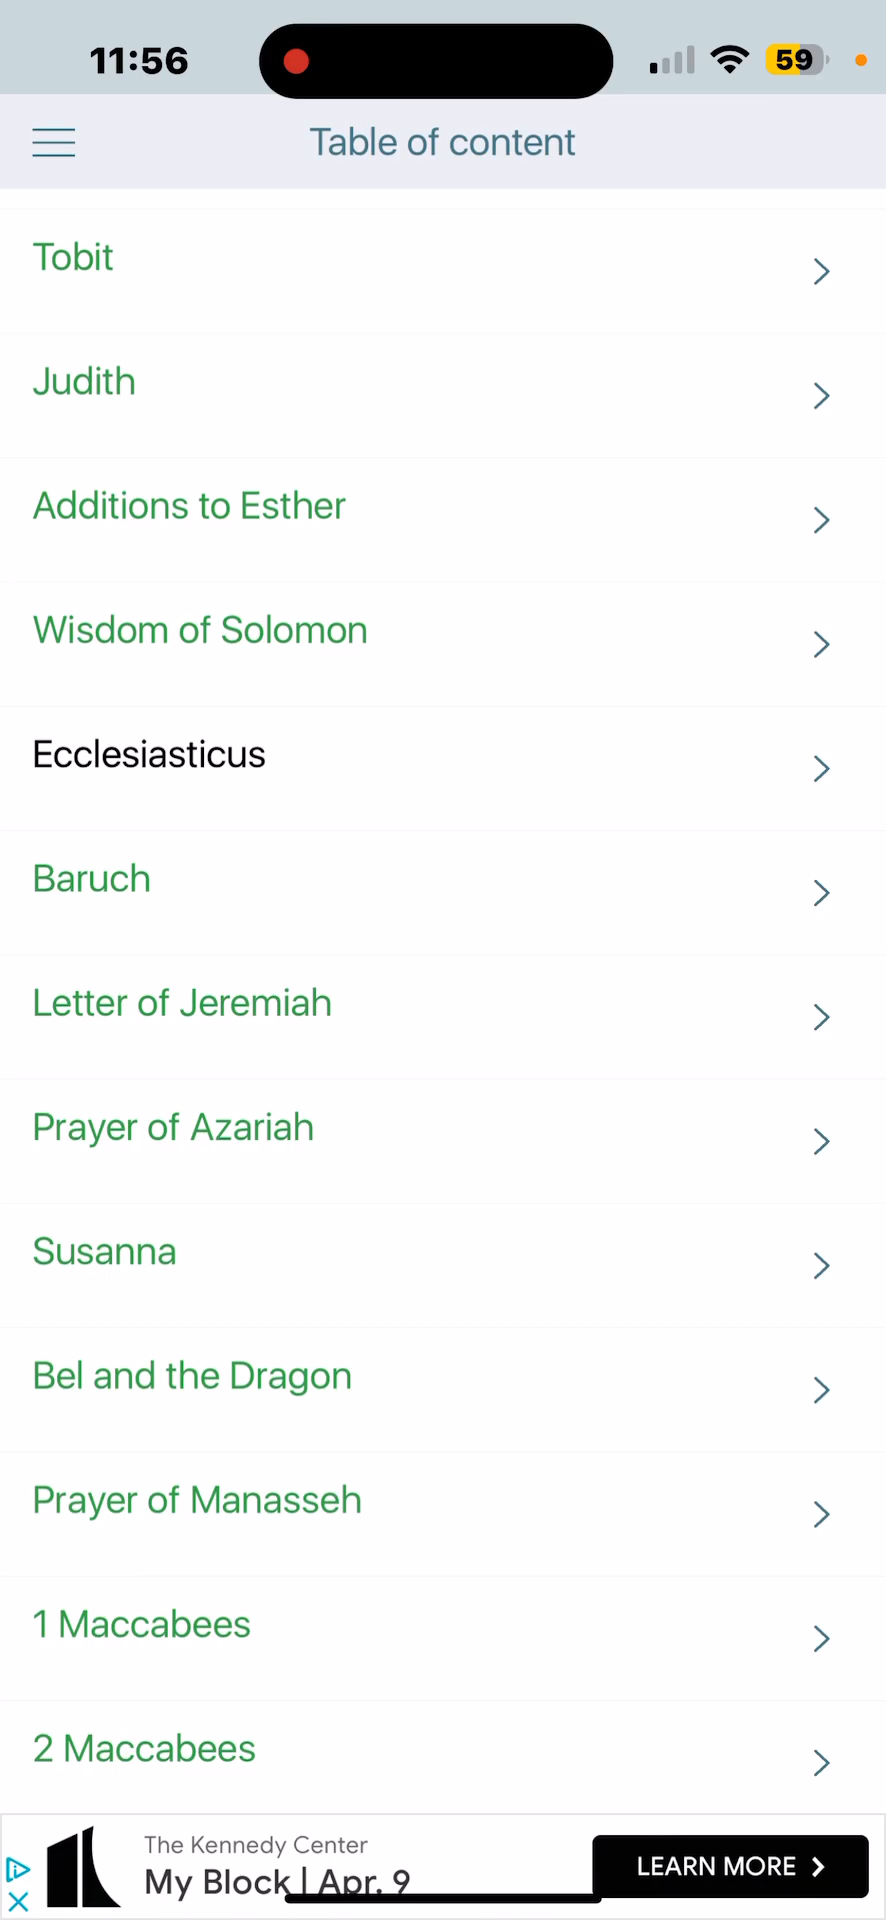 11:56
59
Table of content
Tobit
Judith
Additions to Esther
Wisdom of Solomon
Ecclesiasticus
Baruch
Letter of Jeremiah
Prayer of Azariah
Susanna
Bel and the Dragon
Prayer of Manasseh
1 Maccabees
2 Maccabees
The Kennedy Center
My Block | Apr. 9
LEARN MORE